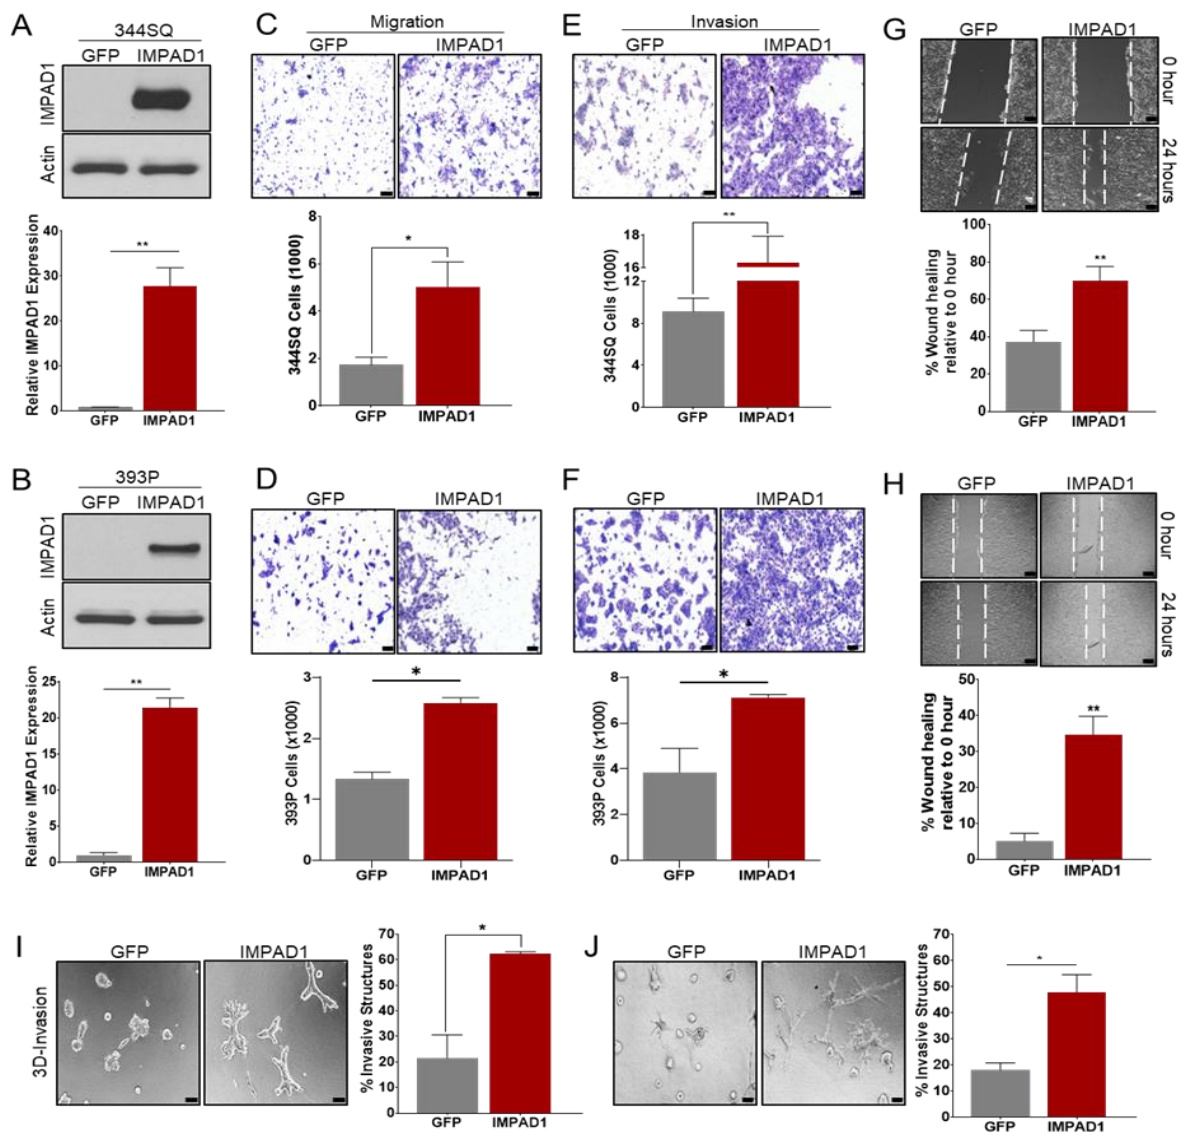 A
344SQ
GFP IMPAD1
IMPAD1
Actin
Relative IMPAD1 Expression
40
30
20
10
0
**
GFP IMPAD1
C
Migration
GFP IMPAD1
344SQ Cells (1000)
8
6
4
2
0
*
GFP IMPAD1
E
Invasion
GFP IMPAD1
344SQ Cells (1000)
18
16
12
8
4
0
**
GFP IMPAD1
G
GFP IMPAD1
0 hour
24 hours
% Wound healing
relative to 0 hour
100
80
60
40
20
0
**
GFP IMPAD1
B
393P
GFP IMPAD1
IMPAD1
Actin
Relative IMPAD1 Expression
25
20
15
10
5
0
**
GFP IMPAD1
D
GFP IMPAD1
393P Cells (x1000)
3
2
1
0
*
GFP IMPAD1
F
GFP IMPAD1
393P Cells (x1000)
8
6
4
2
0
*
GFP IMPAD1
H
GFP IMPAD1
0 hour
24 hours
% Wound healing
relative to 0 hour
50
40
30
20
10
0
**
GFP IMPAD1
I
GFP IMPAD1
3D-Invasion
% Invasive Structures
70
60
50
40
30
20
10
0
*
GFP IMPAD1
J
GFP IMPAD1
% Invasive Structures
70
60
50
40
30
20
10
0
*
GFP IMPAD1